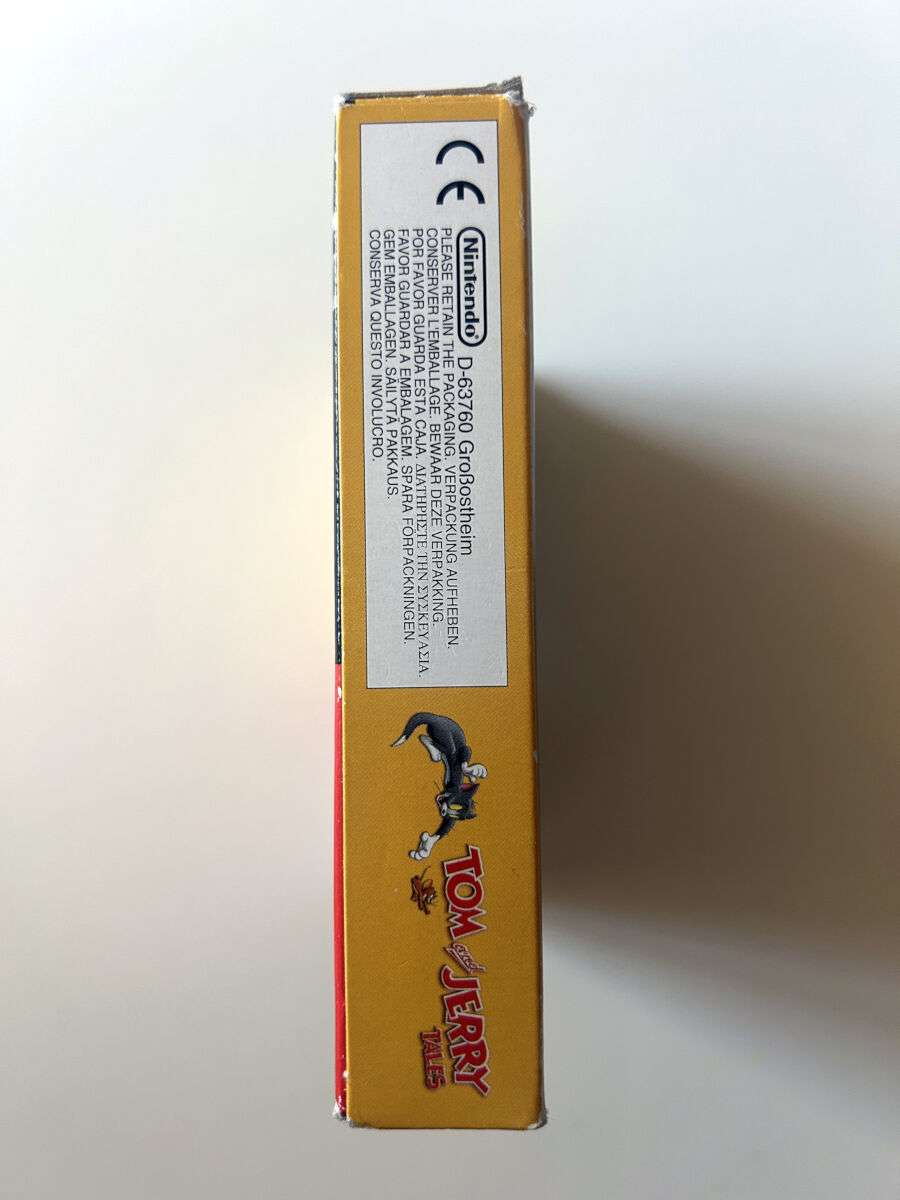 CE
Nintendo® D-63760 Großostheim
PLEASE RETAIN THE PACKAGING. VERPACKUNG AUFHEBEN.
CONSERVER L'EMBALLAGE. BEWAAR DEZE VERPAKKING.
POR FAVOR GUARDA ESTA CAJA. ΔΙΑΤΗΡΗΣΤΕ ΤΗΝ ΣΥΣΚΕΥΑΣΙΑ.
FAVOR GUARDAR A EMBALAGEM. SPARA FÖRPACKNINGEN.
GEM EMBALLAGEN. SÄILYTÄ PAKKAUS.
CONSERVA QUESTO INVOLUCRO.
TOM and JERRY
TALES